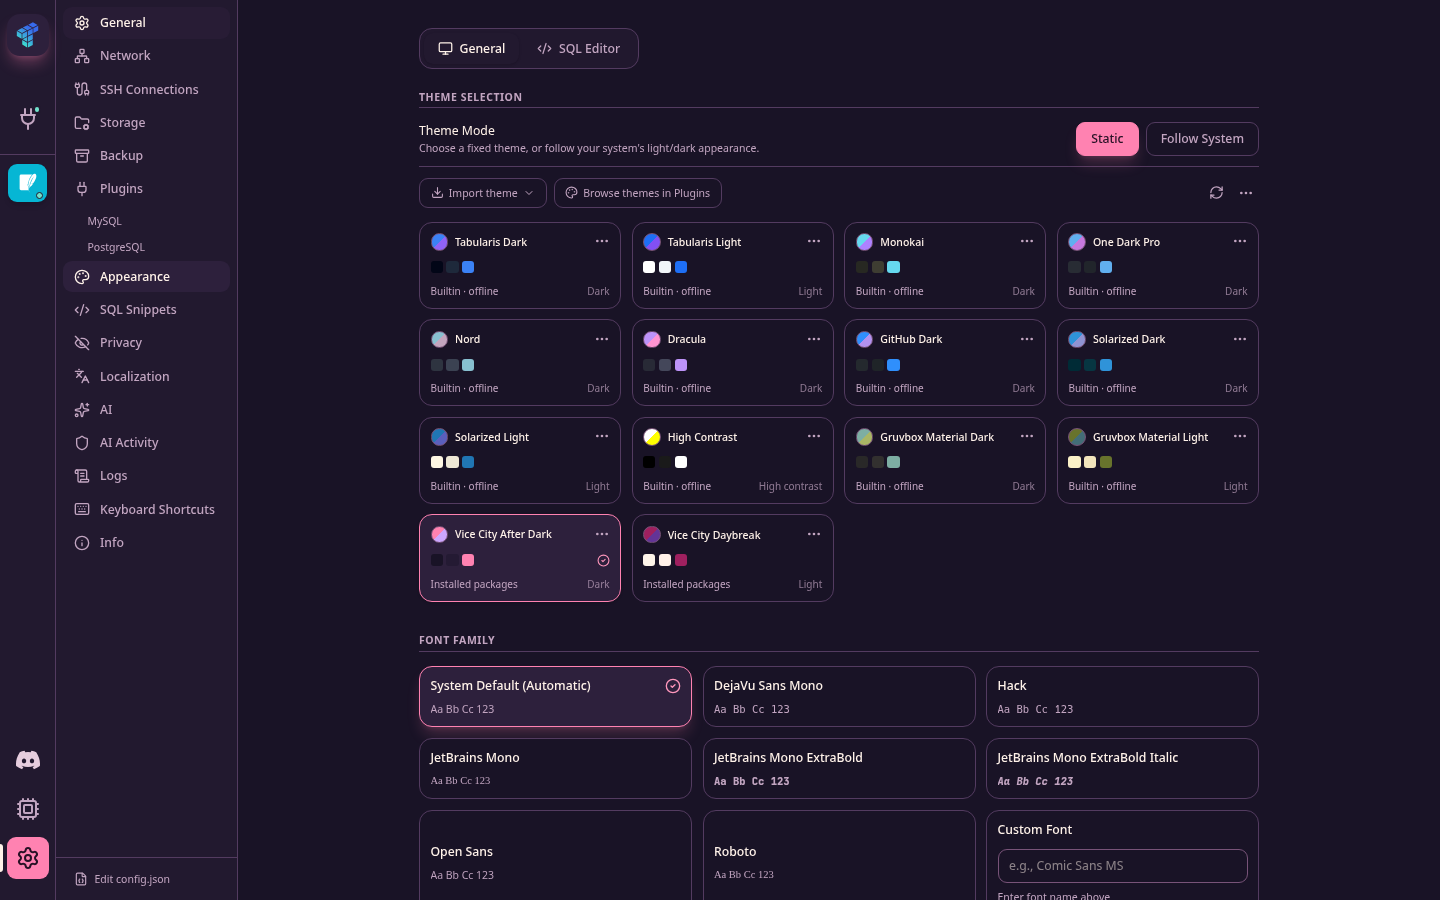 General
Network
SSH Connections
Storage
Backup
Plugins
MySQL
PostgreSQL
Appearance
SQL Snippets
Privacy
Localization
AI
AI Activity
Logs
Keyboard Shortcuts
Info
Edit config.json
General
SQL Editor
THEME SELECTION
Theme Mode
Choose a fixed theme, or follow your system's light/dark appearance.
Static
Follow System
Import theme
Browse themes in Plugins
Tabularis Dark
Builtin · offline
Dark
Tabularis Light
Builtin · offline
Light
Monokai
Builtin · offline
Dark
One Dark Pro
Builtin · offline
Dark
Nord
Builtin · offline
Dark
Dracula
Builtin · offline
Dark
GitHub Dark
Builtin · offline
Dark
Solarized Dark
Builtin · offline
Dark
Solarized Light
Builtin · offline
Light
High Contrast
Builtin · offline
High contrast
Gruvbox Material Dark
Builtin · offline
Dark
Gruvbox Material Light
Builtin · offline
Light
Vice City After Dark
Installed packages
Dark
Vice City Daybreak
Installed packages
Light
FONT FAMILY
System Default (Automatic)
Aa Bb Cc 123
DejaVu Sans Mono
Aa Bb Cc 123
Hack
Aa Bb Cc 123
JetBrains Mono
Aa Bb Cc 123
JetBrains Mono ExtraBold
Aa Bb Cc 123
JetBrains Mono ExtraBold Italic
Aa Bb Cc 123
Open Sans
Aa Bb Cc 123
Roboto
Aa Bb Cc 123
Custom Font
e.g., Comic Sans MS
Enter font name above